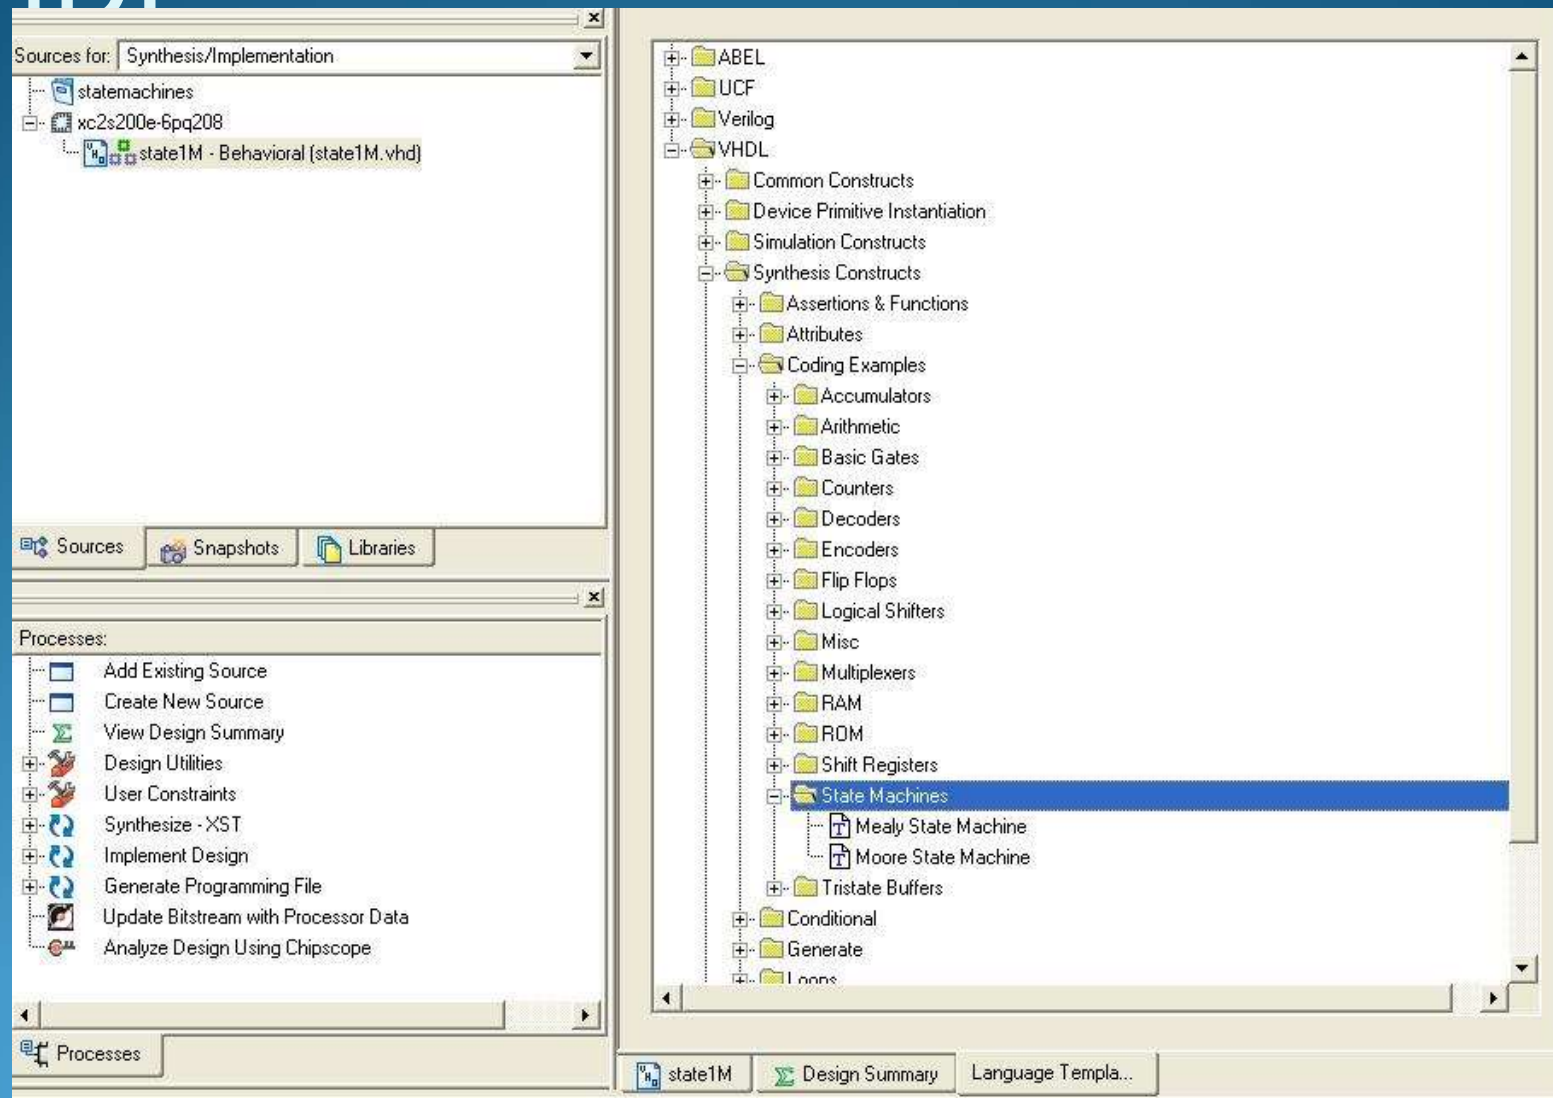 Sources for: Synthesis/Implementation
statemachines
xc2s200e-6pq208
state1M - Behavioral (state1M.vhd)
Sources Snapshots Libraries
Processes:
Add Existing Source
Create New Source
View Design Summary
Design Utilities
User Constraints
Synthesize - XST
Implement Design
Generate Programming File
Update Bitstream with Processor Data
Analyze Design Using Chipscope
Processes
ABEL
UCF
Verilog
VHDL
Common Constructs
Device Primitive Instantiation
Simulation Constructs
Synthesis Constructs
Assertions & Functions
Attributes
Coding Examples
Accumulators
Arithmetic
Basic Gates
Counters
Decoders
Encoders
Flip Flops
Logical Shifters
Misc
Multiplexers
RAM
ROM
Shift Registers
State Machines
Mealy State Machine
Moore State Machine
Tristate Buffers
Conditional
Generate
Loops
state1M Design Summary Language Templa...